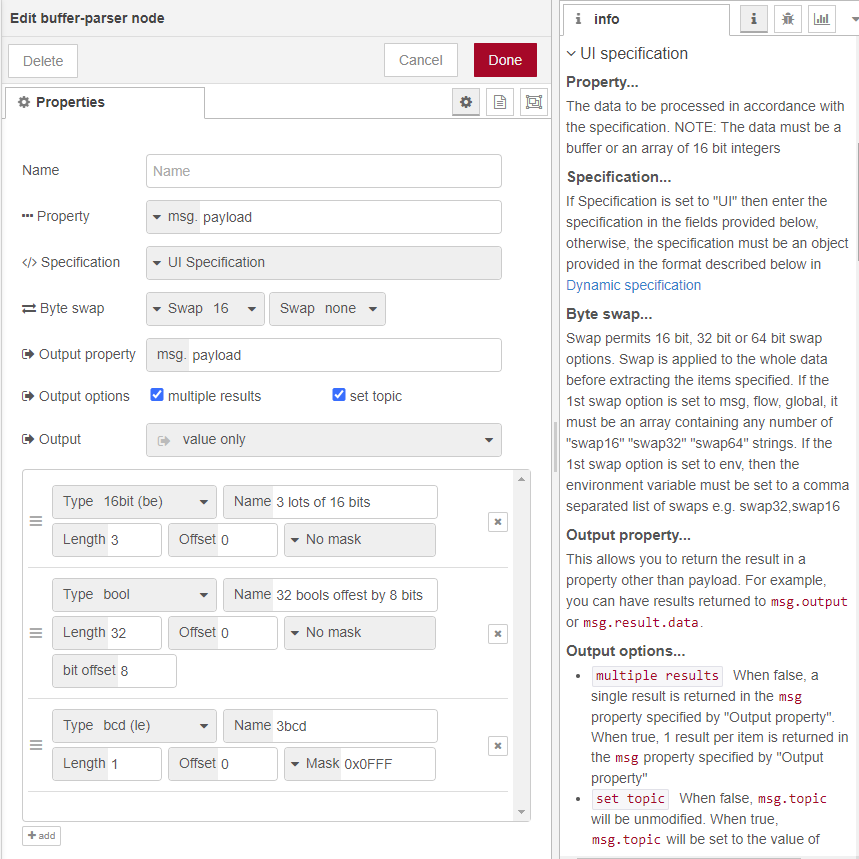 Edit buffer-parser node
Delete
Cancel
Done
Properties
Name
Name
Property
msg. payload
Specification
UI Specification
Byte swap
Swap 16
Swap none
Output property
msg. payload
Output options
multiple results
set topic
Output
value only
Type 16bit (be)
Name 3 lots of 16 bits
Length 3
Offset 0
No mask
Type bool
Name 32 bools offest by 8 bits
Length 32
Offset 0
No mask
bit offset 8
Type bcd (le)
Name 3bcd
Length 1
Offset 0
Mask 0x0FFF
add
info
UI specification
Property...
The data to be processed in accordance with
the specification. NOTE: The data must be a
buffer or an array of 16 bit integers
Specification...
If Specification is set to "UI" then enter the
specification in the fields provided below,
otherwise, the specification must be an object
provided in the format described below in
Dynamic specification
Byte swap...
Swap permits 16 bit, 32 bit or 64 bit swap
options. Swap is applied to the whole data
before extracting the items specified. If the
1st swap option is set to msg, flow, global, it
must be an array containing any number of
"swap16" "swap32" "swap64" strings. If the
1st swap option is set to env, then the
environment variable must be set to a comma
separated list of swaps e.g. swap32,swap16
Output property...
This allows you to return the result in a
property other than payload. For example,
you can have results returned to msg.output
or msg.result.data.
Output options...
multiple results When false, a
single result is returned in the msg
property specified by "Output property".
When true, 1 result per item is returned in
the msg property specified by "Output
property"
set topic When false, msg.topic
will be unmodified. When true,
msg.topic will be set to the value of